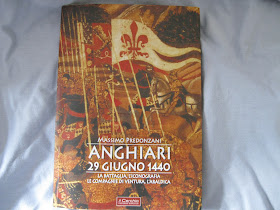 MASSIMO PREDONZANI
ANGHIARI
29 GIUGNO 1440
LA BATTAGLIA, L'ICONOGRAFIA,
LE COMPAGNIE DI VENTURA, L'ARALDICA
il Cerchio